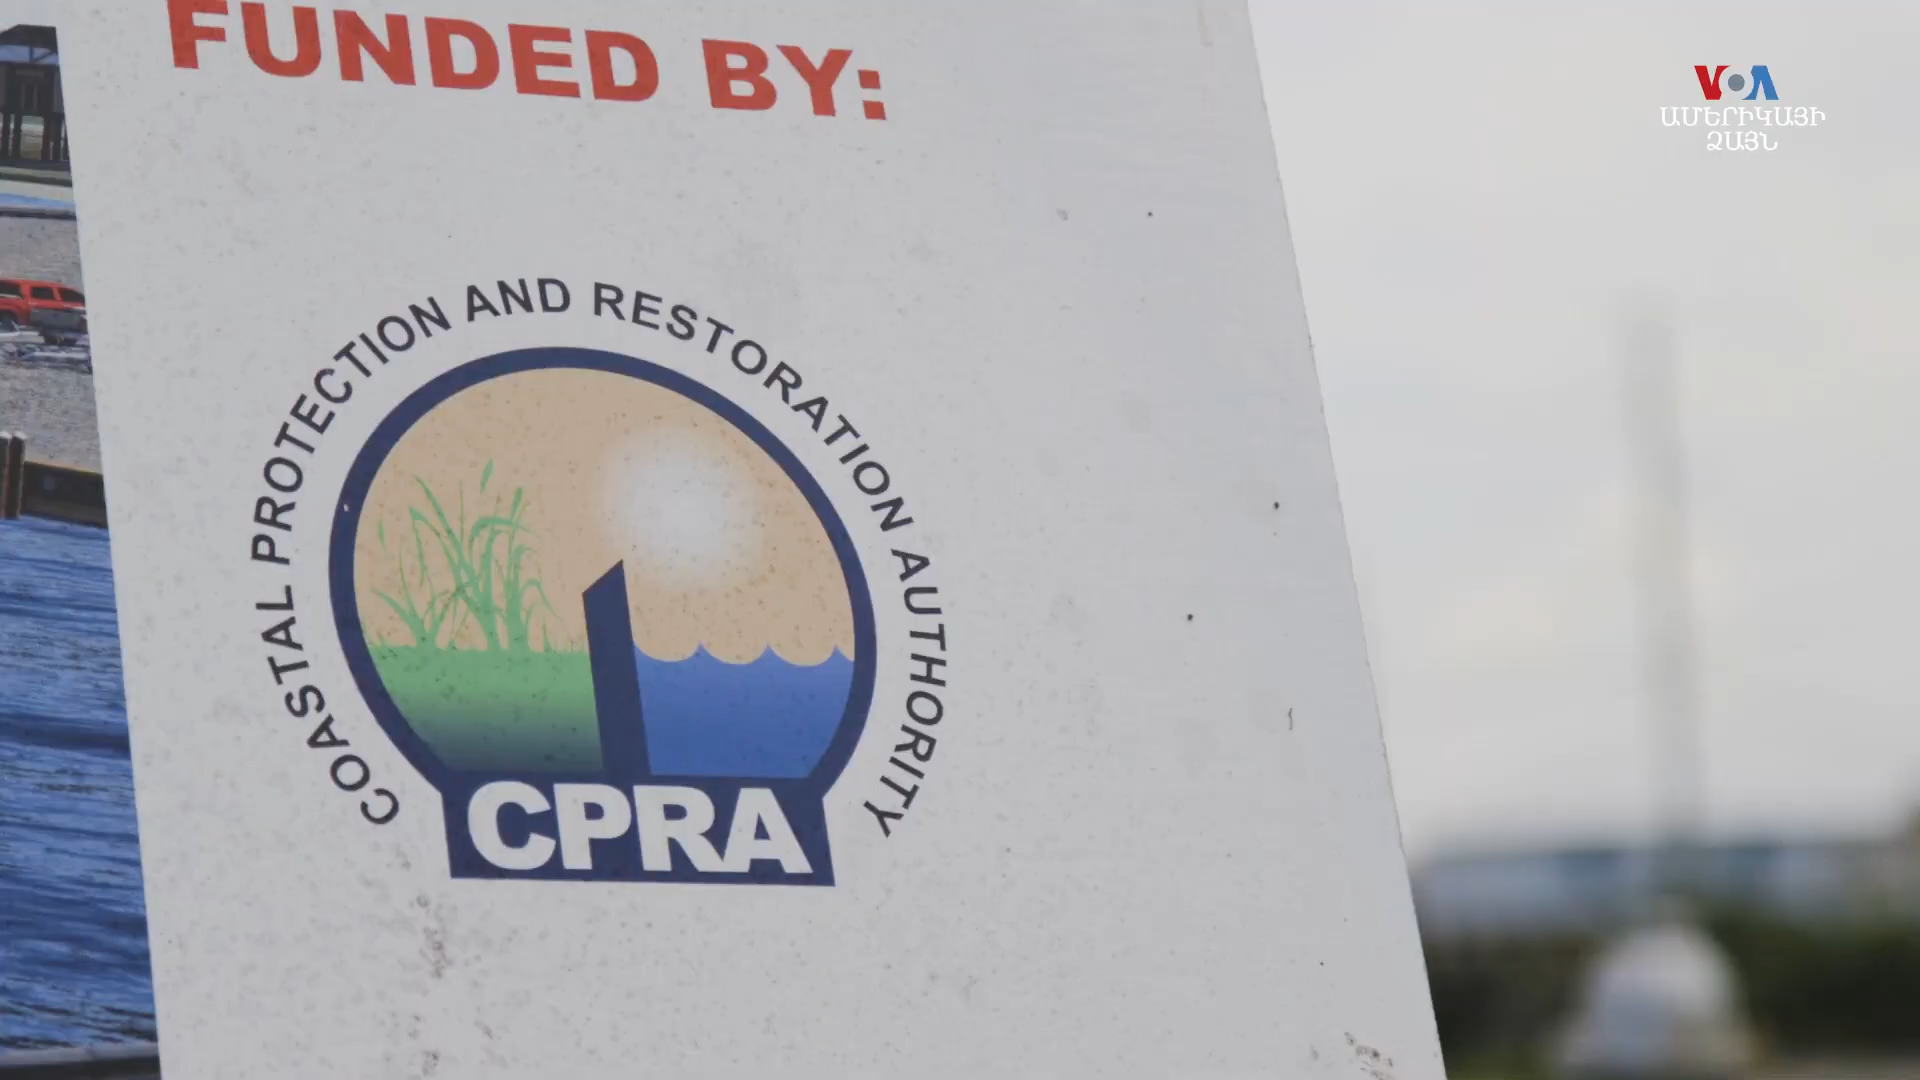 FUNDED BY:
COASTAL PROTECTION AND RESTORATION AUTHORITY
CPRA
VOA
ԱՄԵՐԻԿԱՅԻ
ՁԱՅՆ